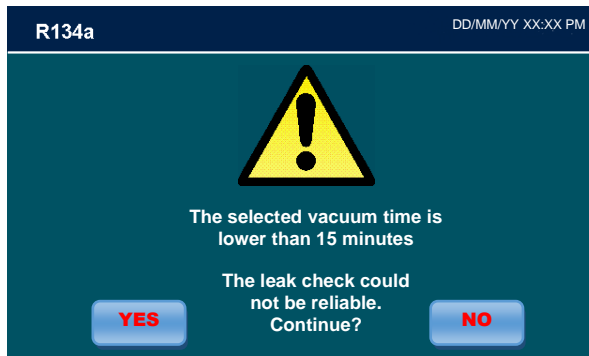 R134a
DD/MM/YY XX:XX PM
The selected vacuum time is
lower than 15 minutes
The leak check could
not be reliable.
Continue?
YES
NO